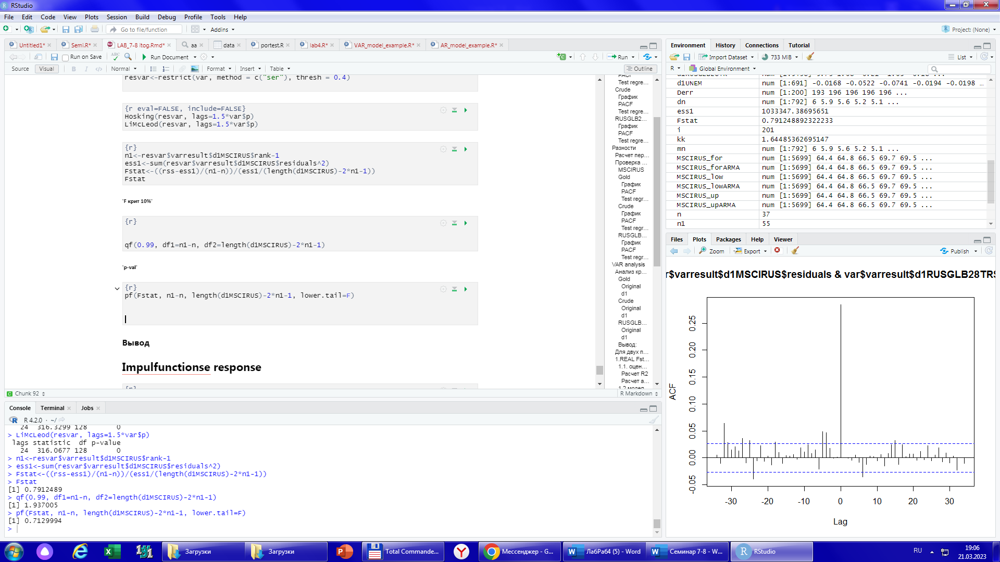 RStudio
File Edit Code View Plots Session Build Debug Profile Tools Help
Go to file/function Addins Project: (None)
Untitled1* Semi.R* LAB_7-8 itog.Rmd* aa data portest.R lab4.R* VAR_model_example.R* AR_model_example.R*
Run on Save ABC Run Document Run
Source Visual B I </> Normal Format Insert Table Outline
resvar<-restrict(var, method = c("ser"), thresh = 0.4)
{r eval=FALSE, include=FALSE}
Hosking(resvar, lags=1.5*var$p)
LiMcLeod(resvar, lags=1.5*var$p)
{r}
n1<-resvar$varresult$d1MSCIRUS$rank-1
ess1<-sum(resvar$varresult$d1MSCIRUS$residuals^2)
Fstat<-((rss-ess1)/(n1-n))/(ess1/(length(d1MSCIRUS)-2*n1-1))
Fstat
'F крит 10%'
{r}
qf(0.99, df1=n1-n, df2=length(d1MSCIRUS)-2*n1-1)
'p-val'
{r}
pf(Fstat, n1-n, length(d1MSCIRUS)-2*n1-1, lower.tail=F)
Вывод
Impulfunctionse response
Chunk 92 R Markdown
PACF
Test regre...
Crude
График
PACF
Test regre...
RUSGLB2...
График
PACF
Test regre...
Разности
Расчет пер...
Проверка ...
MSCIRUS
Gold
График
PACF
Test regr...
Crude
График
PACF
Test regr...
RUSGLB...
График
PACF
Test regr...
VAR analysis
Анализ кр...
Gold
Original
d1
Crude
Original
d1
RUSGLB...
Original
d1
Вывод:
Для двух п...
1.REAL Fst...
1.1. оцен...
Расчет R2
Расчет а...
Console Terminal Jobs
R 4.2.0 · ~/
24 316.3299 128 0
> LiMcLeod(resvar, lags=1.5*var$p)
lags statistic df p-value
24 316.0677 128 0
> n1<-resvar$varresult$d1MSCIRUS$rank-1
> ess1<-sum(resvar$varresult$d1MSCIRUS$residuals^2)
> Fstat<-((rss-ess1)/(n1-n))/(ess1/(length(d1MSCIRUS)-2*n1-1))
> Fstat
[1] 0.7912489
> qf(0.99, df1=n1-n, df2=length(d1MSCIRUS)-2*n1-1)
[1] 1.937005
> pf(Fstat, n1-n, length(d1MSCIRUS)-2*n1-1, lower.tail=F)
[1] 0.7129994
>
Environment History Connections Tutorial
Import Dataset 733 MiB List
R Global Environment
d1UNEM num [1:691] -0.0168 -0.0522 -0.0741 -0.0194 -0.0198 …
Derr num [1:200] 193 196 196 196 196 ...
dn num [1:792] 6 5.9 5.6 5.2 5.1 ...
ess1 1033347.38695651
Fstat 0.791248892322233
i 201
kk 1.64485362695147
mn num [1:792] 6 5.9 5.6 5.2 5.1 ...
MSCIRUS_for num [1:5699] 64.4 64.8 66.5 69.7 69.5 ...
MSCIRUS_forARMA num [1:5699] 64.4 64.8 66.5 69.7 69.5 ...
MSCIRUS_low num [1:5699] 64.4 64.8 66.5 69.7 69.5 ...
MSCIRUS_lowARMA num [1:5699] 64.4 64.8 66.5 69.7 69.5 ...
MSCIRUS_up num [1:5699] 64.4 64.8 66.5 69.7 69.5 ...
MSCIRUS_upARMA num [1:5699] 64.4 64.8 66.5 69.7 69.5 ...
n 37
n1 55
Files Plots Packages Help Viewer
Zoom Export Publish
r$varresult$d1MSCIRUS$residuals & var$varresult$d1RUSGLB28TRS
ACF
0.25
0.20
0.15
0.10
0.05
0.00
-0.05
-30 -20 -10 0 10 20 30
Lag
Загрузки Загрузки Total Commande... Мессенджер - G... ЛабРаб4 (5) - Word Семинар 7-8 - W... RStudio
RU 19:06
21.03.2023